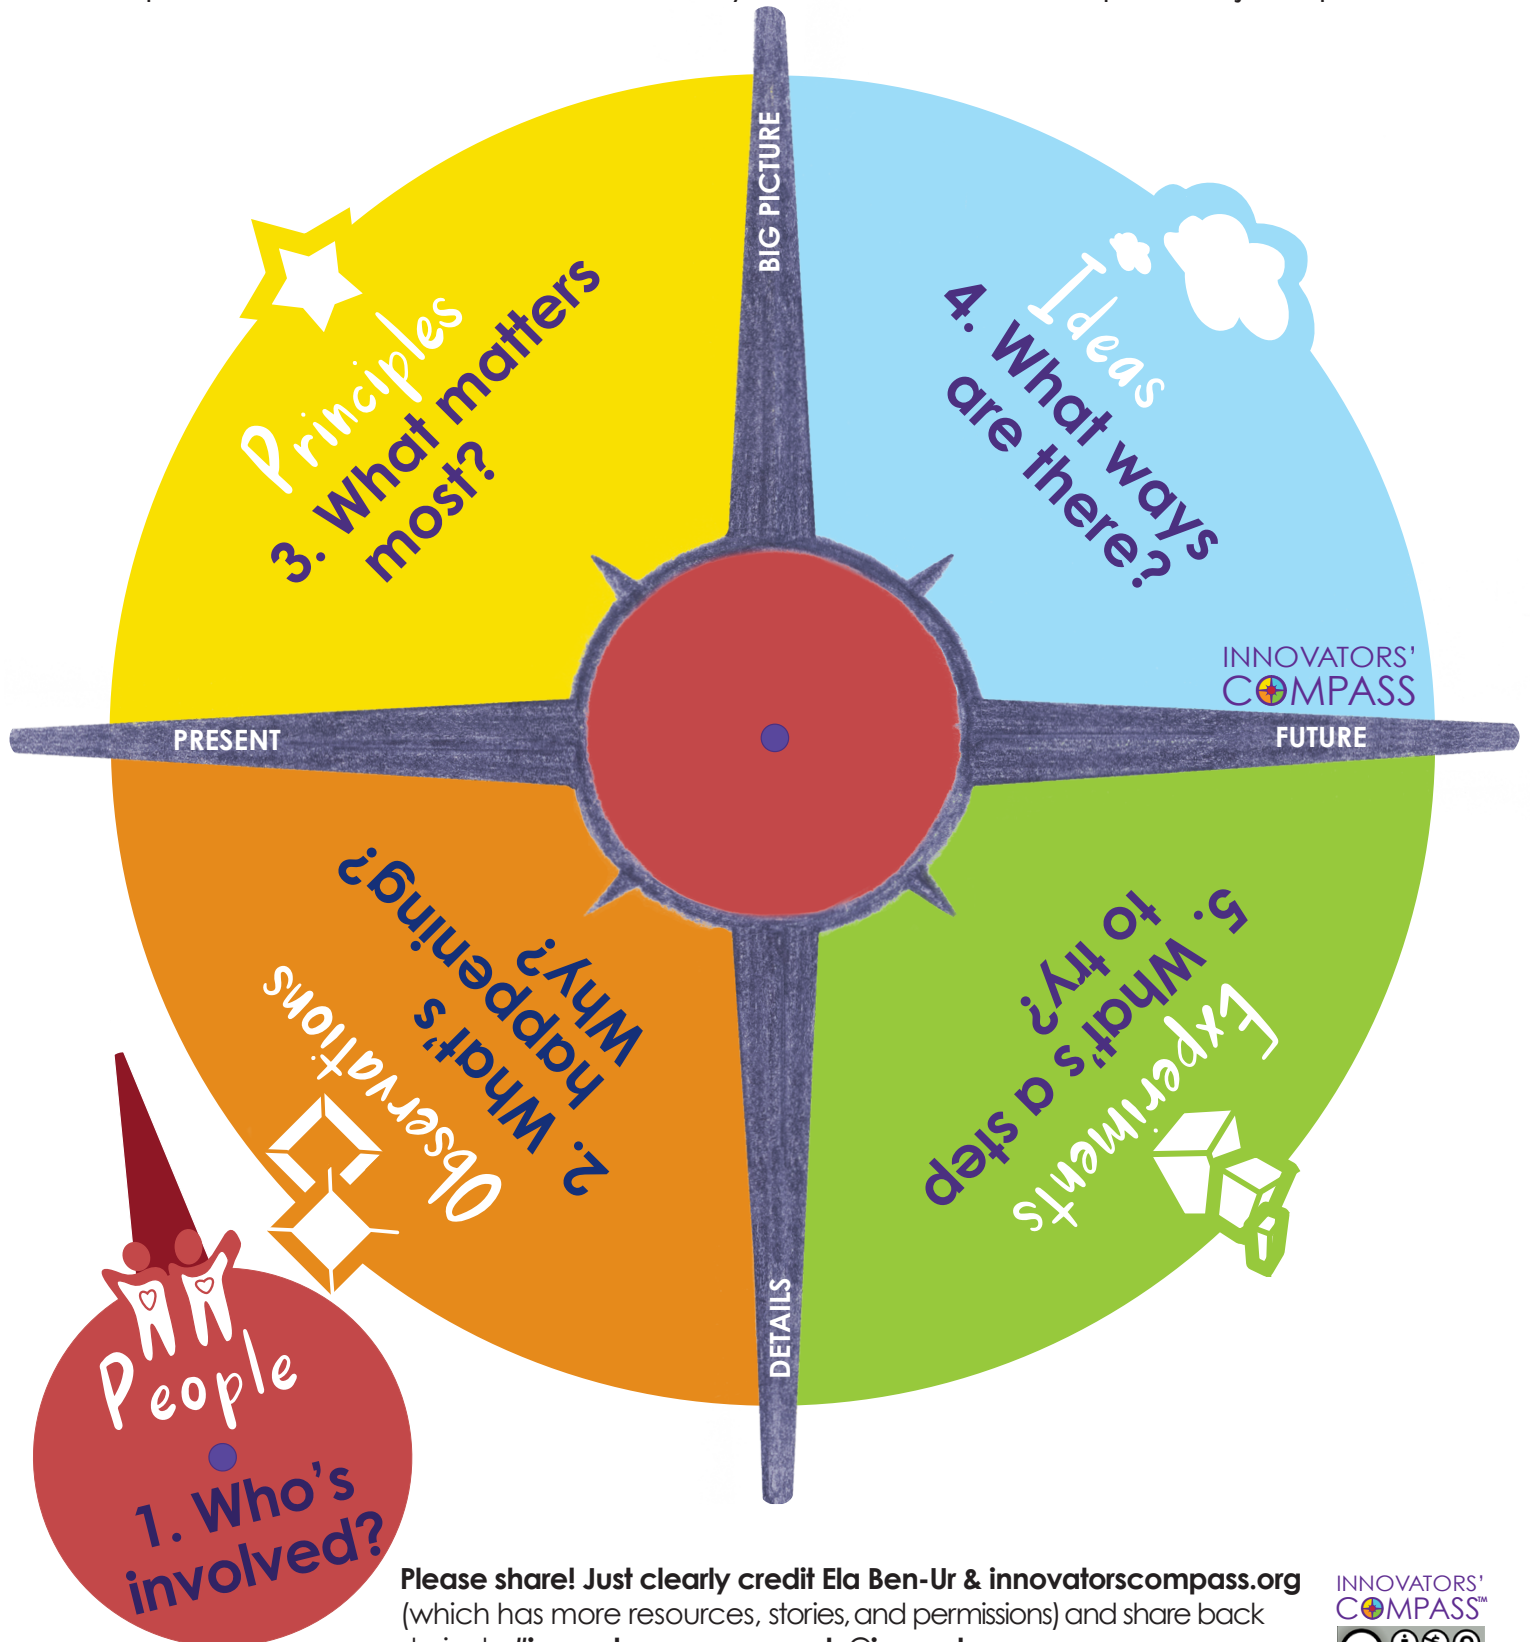 BIG PICTURE
Principles
3. What matters
most?
Ideas
4. What ways
are there?
INNOVATORS'
COMPASS
PRESENT
FUTURE
Observations
2. What's
happening?
Why?
Experiments
5. What's a step
to try?
DETAILS
People
1. Who's
involved?
Please share! Just clearly credit Ela Ben-Ur & innovatorscompass.org
(which has more resources, stories, and permissions) and share back
INNOVATORS'
COMPASS™